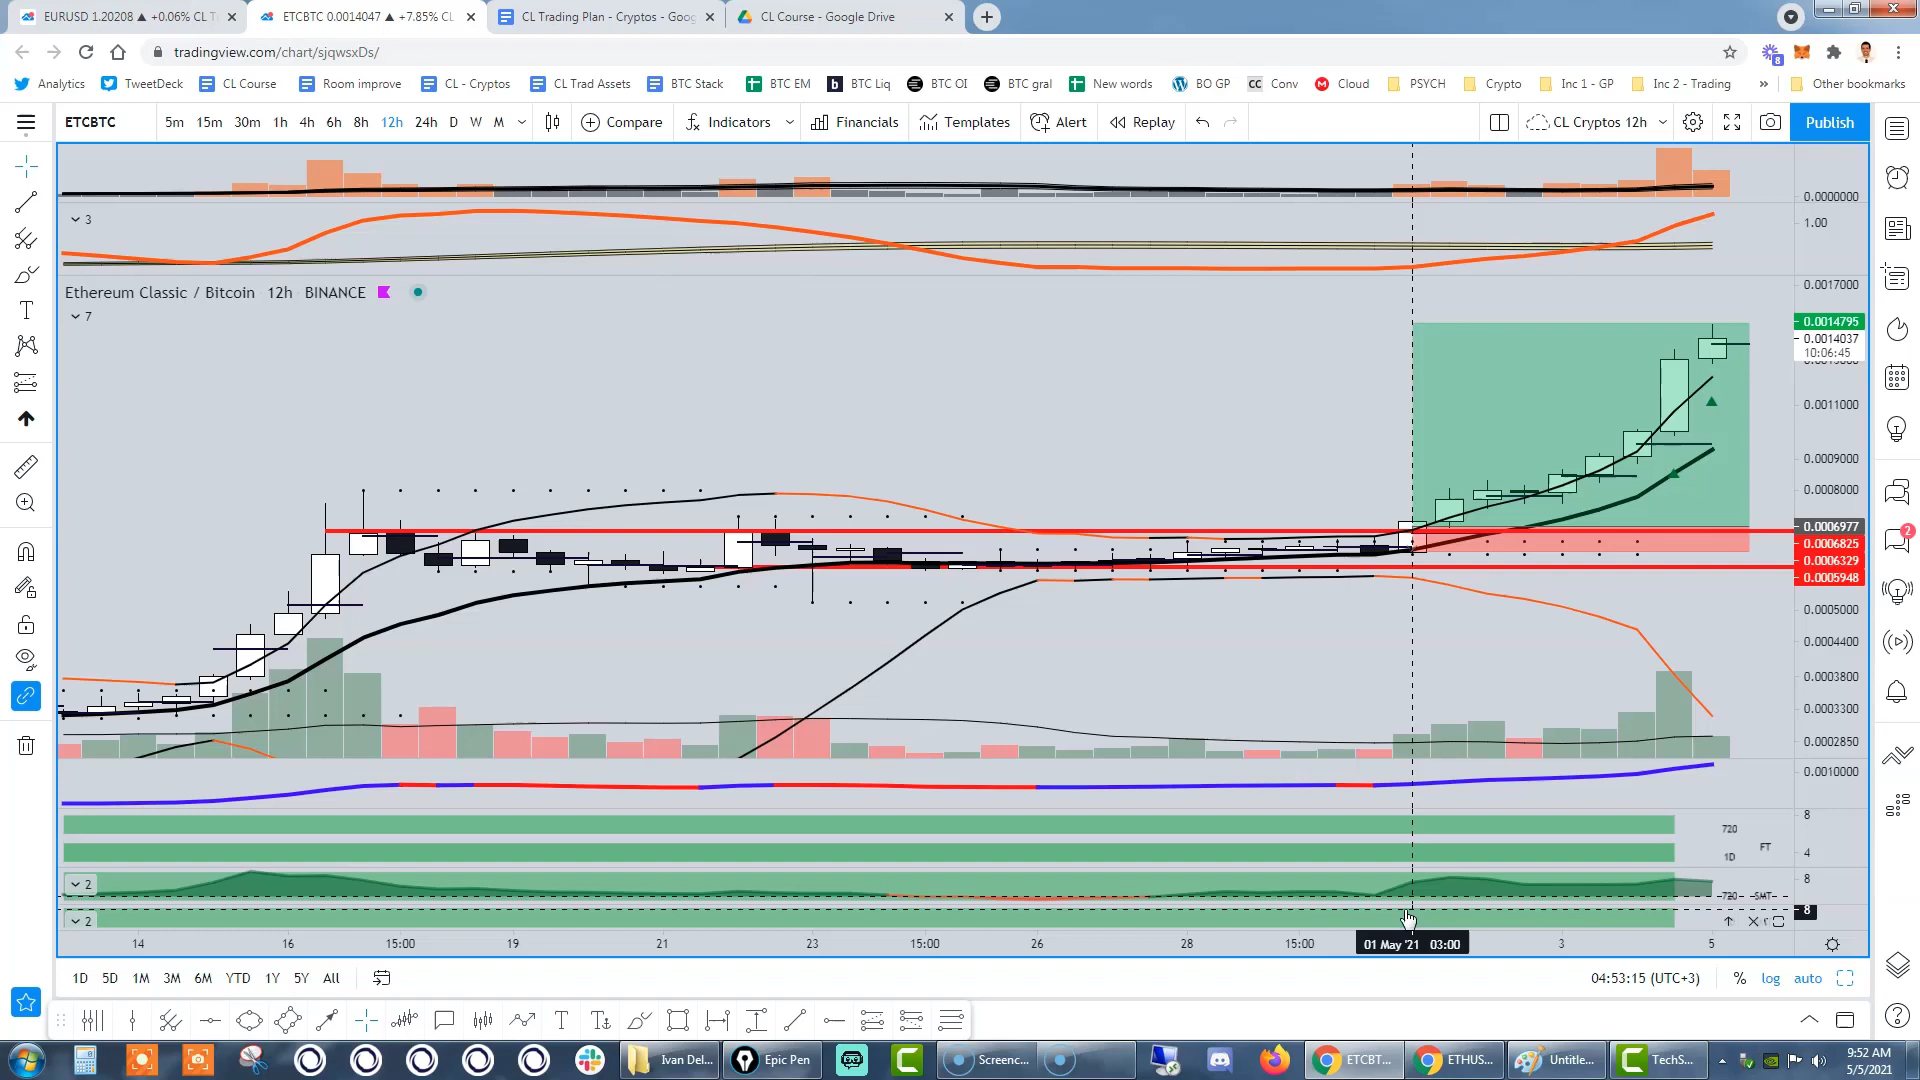 EURUSD 1.20208 ▲ +0.06% CL T
ETCBTC 0.0014047 ▲ +7.85% CL
CL Trading Plan - Cryptos - Goog
CL Course - Google Drive
tradingview.com/chart/sjqwsxDs/
8
Analytics TweetDeck CL Course Room improve CL - Cryptos CL Trad Assets BTC Stack BTC EM BTC Liq BTC OI BTC gral New words BO GP CC Conv Cloud PSYCH Crypto Inc 1 - GP Inc 2 - Trading » Other bookmarks
ETCBTC 5m 15m 30m 1h 4h 6h 8h 12h 24h D W M Compare Indicators Financials Templates Alert Replay CL Cryptos 12h Publish
0.0000000
3
1.00
Ethereum Classic / Bitcoin 12h BINANCE
0.0017000
7
0.0014795
0.0014037
10:06:45
0.0011000
0.0009000
0.0008000
0.0006977
0.0006825
0.0006329
0.0005948
2
0.0005000
0.0004400
0.0003800
0.0003300
0.0002850
0.0010000
8
720
FT
1D
4
2
8
720 SMT
2
8
14 16 15:00 19 21 23 15:00 26 28 15:00 01 May '21 03:00 3 5
1D 5D 1M 3M 6M YTD 1Y 5Y All
04:53:15 (UTC+3) % log auto
Ivan Del...
Epic Pen
Screenc...
ETCBT...
ETHUS...
Untitle...
TechS...
9:52 AM
5/5/2021